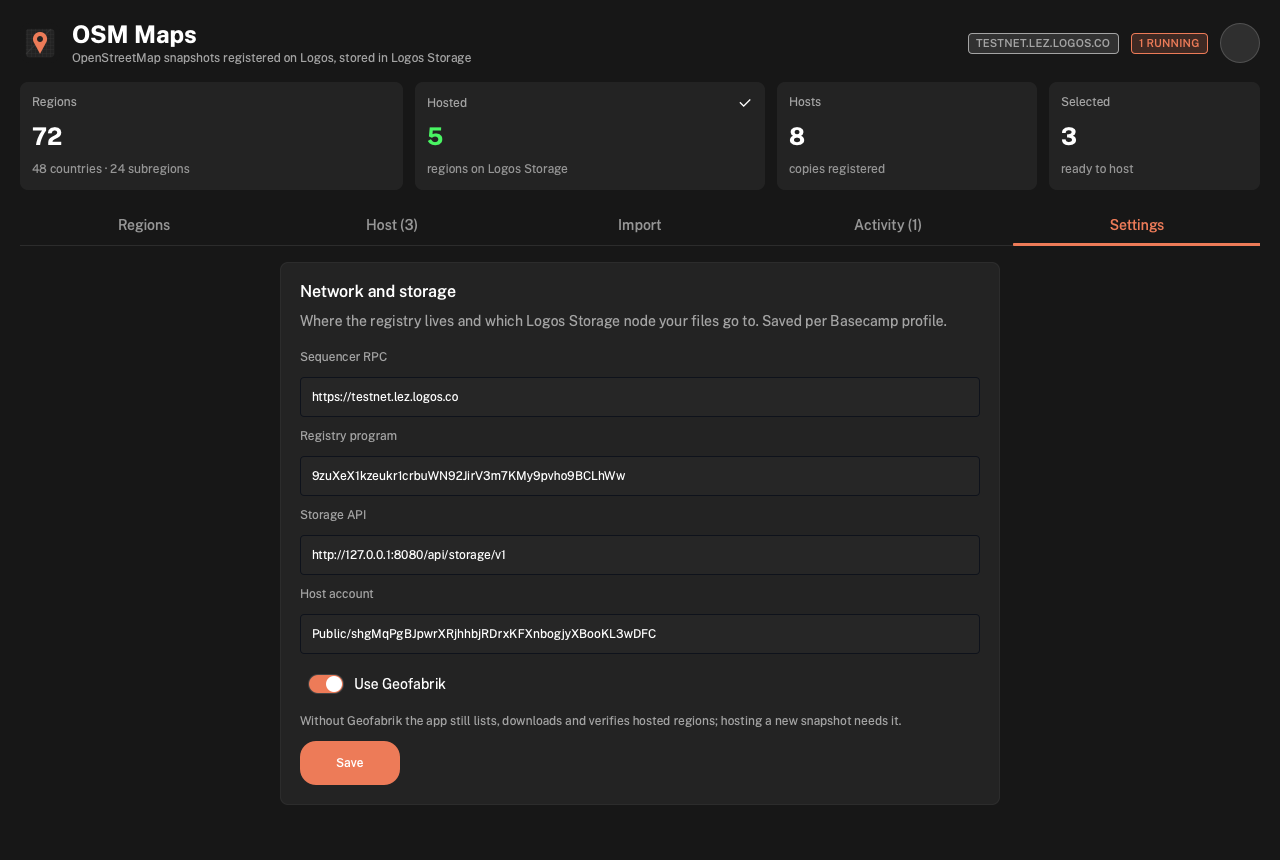 OSM Maps
OpenStreetMap snapshots registered on Logos, stored in Logos Storage
TESTNET.LEZ.LOGOS.CO
1 RUNNING
Regions
72
48 countries · 24 subregions
Hosted
5
regions on Logos Storage
Hosts
8
copies registered
Selected
3
ready to host
Regions
Host (3)
Import
Activity (1)
Settings
Network and storage
Where the registry lives and which Logos Storage node your files go to. Saved per Basecamp profile.
Sequencer RPC
https://testnet.lez.logos.co
Registry program
9zuXeX1kzeukr1crbuWN92JirV3m7KMy9pvho9BCLhWw
Storage API
http://127.0.0.1:8080/api/storage/v1
Host account
Public/shgMqPgBJpwrXRjhhbjRDrxKFXnbogjyXBooKL3wDFC
Use Geofabrik
Without Geofabrik the app still lists, downloads and verifies hosted regions; hosting a new snapshot needs it.
Save